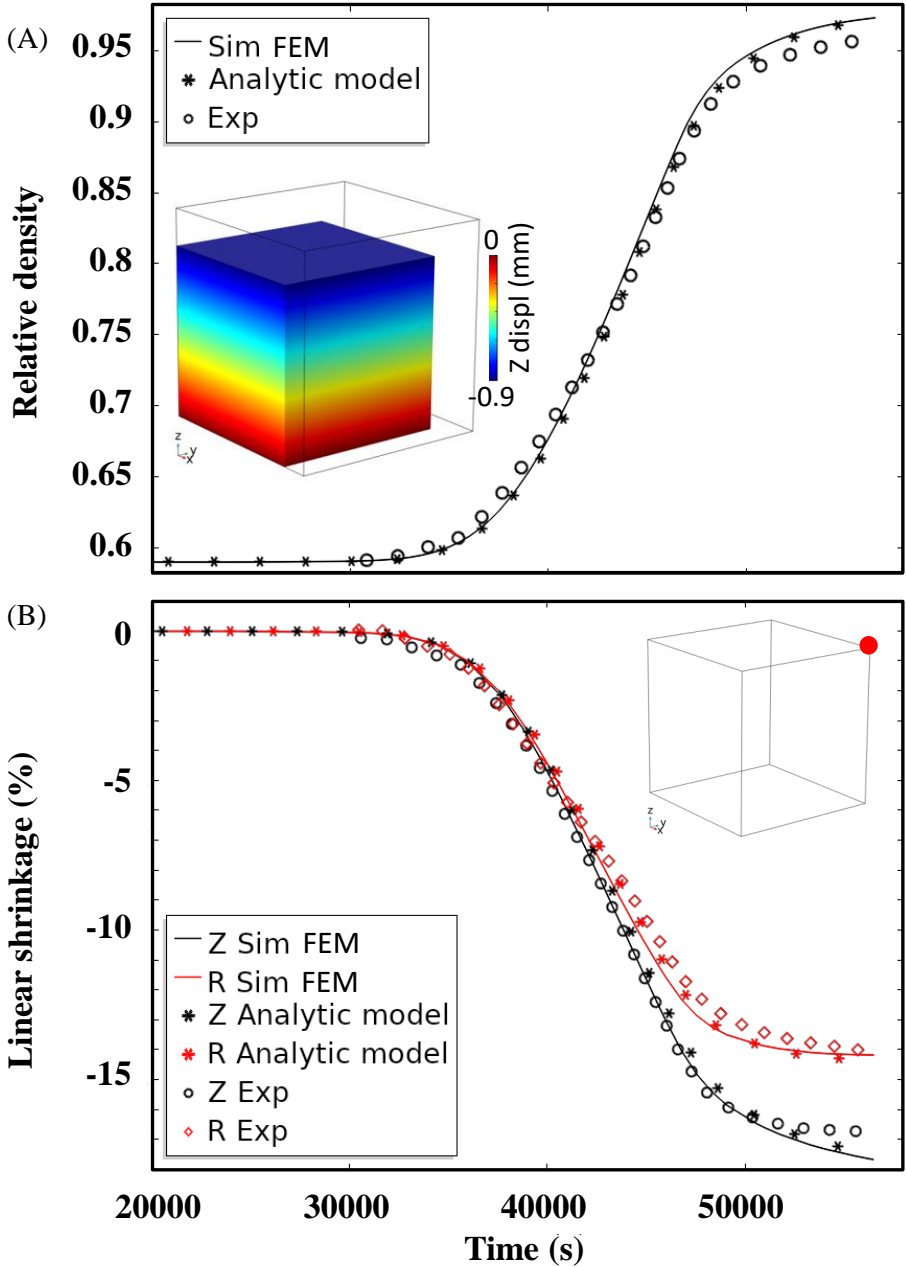 (A)
Relative density
0.95
0.9
0.85
0.8
0.75
0.7
0.65
0.6
Sim FEM
Analytic model
Exp
0
Z displ (mm)
-0.9
z
y
x
(B)
Linear shrinkage (%)
0
-5
-10
-15
z
y
x
Z Sim FEM
R Sim FEM
Z Analytic model
R Analytic model
Z Exp
R Exp
20000 30000 40000 50000
Time (s)